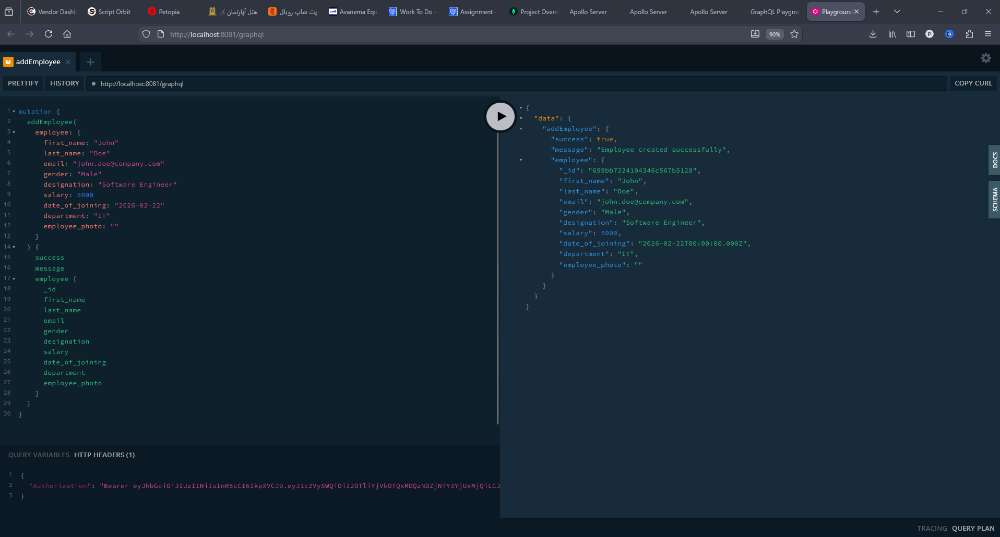 Vendor Dashb Script Orbit Petopia هتل آپارتمان کر پت شاپ رویال Avanema Equ Work To Do - Assignment - Project Overvi Apollo Server Apollo Server Apollo Server GraphQL Playgrou Playground
http://localhost:8081/graphql 90%
M addEmployee
PRETTIFY HISTORY http://localhost:8081/graphql COPY CURL
1 mutation {
2 addEmployee(
3 employee: {
4 first_name: "John"
5 last_name: "Doe"
6 email: "john.doe@company.com"
7 gender: "Male"
8 designation: "Software Engineer"
9 salary: 5000
10 date_of_joining: "2026-02-22"
11 department: "IT"
12 employee_photo: ""
13 }
14 ) {
15 success
16 message
17 employee {
18 _id
19 first_name
20 last_name
21 email
22 gender
23 designation
24 salary
25 date_of_joining
26 department
27 employee_photo
28 }
29 }
30 }
{
"data": {
"addEmployee": {
"success": true,
"message": "Employee created successfully",
"employee": {
"_id": "699bb7224104346c567b5128",
"first_name": "John",
"last_name": "Doe",
"email": "john.doe@company.com",
"gender": "Male",
"designation": "Software Engineer",
"salary": 5000,
"date_of_joining": "2026-02-22T00:00:00.000Z",
"department": "IT",
"employee_photo": ""
}
}
}
}
DOCS
SCHEMA
QUERY VARIABLES HTTP HEADERS (1)
1 {
2 "Authorization": "Bearer eyJhbGciOiJIUzI1NiIsInR5cCI6IkpXVCJ9.eyJ1c2VySWQiOiI2OTliYjVkOTQxMDQzNDZjNTY3YjUxMjQiLCJ
3 }
TRACING QUERY PLAN